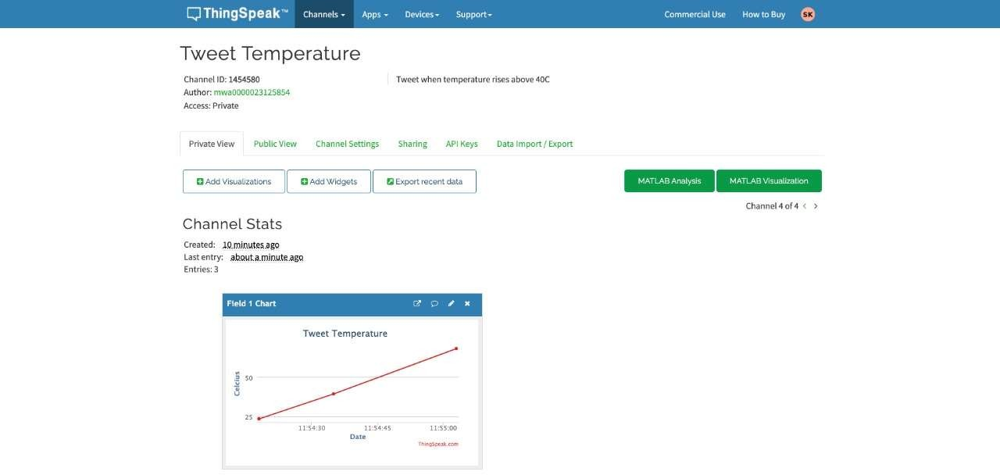 ThingSpeak™ Channels Apps Devices Support Commercial Use How to Buy SK
Tweet Temperature
Channel ID: 1454580 Tweet when temperature rises above 40C
Author: mwa0000023125854
Access: Private
Private View Public View Channel Settings Sharing API Keys Data Import / Export
Add Visualizations Add Widgets Export recent data MATLAB Analysis MATLAB Visualization
Channel 4 of 4 < >
Channel Stats
Created: 10 minutes ago
Last entry: about a minute ago
Entries: 3
Field 1 Chart
Tweet Temperature
Celcius
50
25
11:54:30 11:54:45 11:55:00
Date
ThingSpeak.com